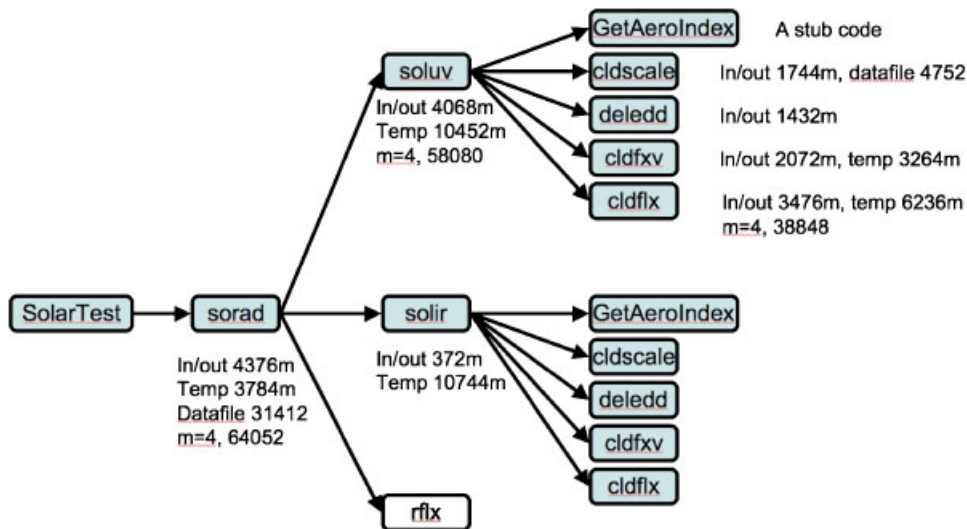 GetAeroIndex A stub code
soluv
cldscale In/out 1744m, datafile 4752
In/out 4068m
Temp 10452m
m=4, 58080
deledd In/out 1432m
cldfxv In/out 2072m, temp 3264m
cldflx In/out 3476m, temp 6236m
m=4, 38848
SolarTest
sorad
In/out 4376m
Temp 3784m
Datafile 31412
m=4, 64052
solir
In/out 372m
Temp 10744m
GetAeroIndex
cldscale
deledd
cldfxv
cldflx
rflx